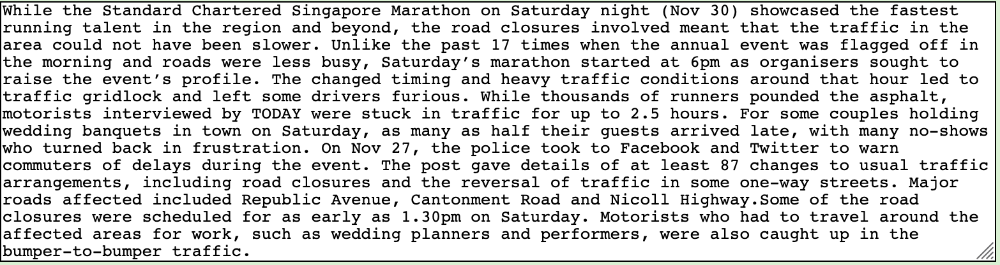 While the Standard Chartered Singapore Marathon on Saturday night (Nov 30) showcased the fastest
running talent in the region and beyond, the road closures involved meant that the traffic in the
area could not have been slower. Unlike the past 17 times when the annual event was flagged off in
the morning and roads were less busy, Saturday’s marathon started at 6pm as organisers sought to
raise the event’s profile. The changed timing and heavy traffic conditions around that hour led to
traffic gridlock and left some drivers furious. While thousands of runners pounded the asphalt,
motorists interviewed by TODAY were stuck in traffic for up to 2.5 hours. For some couples holding
wedding banquets in town on Saturday, as many as half their guests arrived late, with many no-shows
who turned back in frustration. On Nov 27, the police took to Facebook and Twitter to warn
commuters of delays during the event. The post gave details of at least 87 changes to usual traffic
arrangements, including road closures and the reversal of traffic in some one-way streets. Major
roads affected included Republic Avenue, Cantonment Road and Nicoll Highway.Some of the road
closures were scheduled for as early as 1.30pm on Saturday. Motorists who had to travel around the
affected areas for work, such as wedding planners and performers, were also caught up in the
bumper-to-bumper traffic.